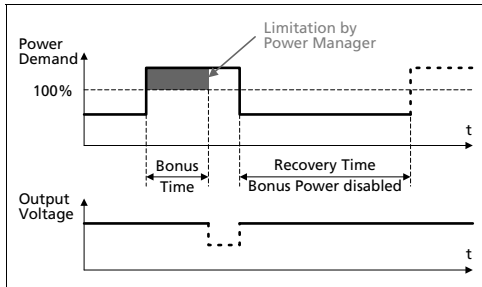 Limitation by
Power Manager
Power
Demand
100%
t
Bonus
Time
Recovery Time
Bonus Power disabled
Output
Voltage
t